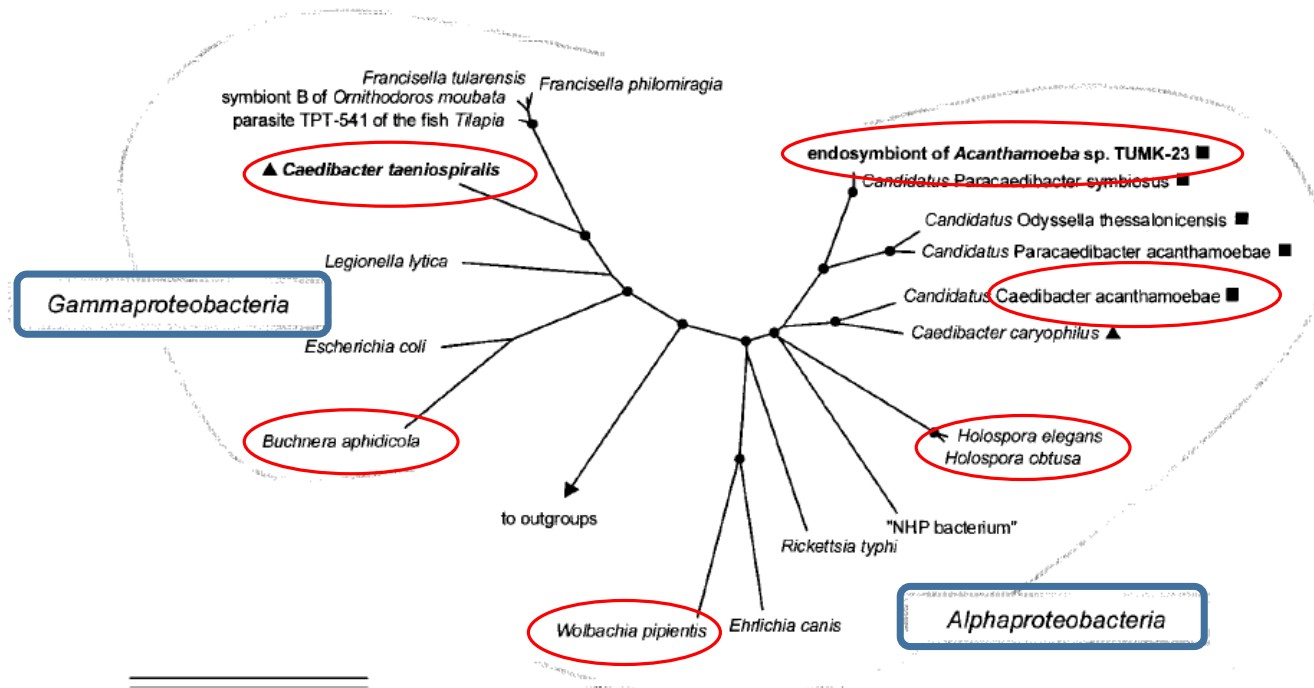 Francisella tularensis
Francisella philomiragia
symbiont B of Ornithodoros moubata
parasite TPT-541 of the fish Tilapia
▲ Caedibacter taeniospiralis
endosymbiont of Acanthamoeba sp. TUMK-23 ■
Candidatus Paracaedibacter symbiosus ■
Candidatus Odyssella thessalonicensis ■
Candidatus Paracaedibacter acanthamoebae ■
Legionella lytica
Gammaproteobacteria
Candidatus Caedibacter acanthamoebae ■
Caedibacter caryophilus ▲
Escherichia coli
Buchnera aphidicola
Holospora elegans
Holospora obtusa
to outgroups
"NHP bacterium"
Rickettsia typhi
Wolbachia pipientis
Ehrlichia canis
Alphaproteobacteria